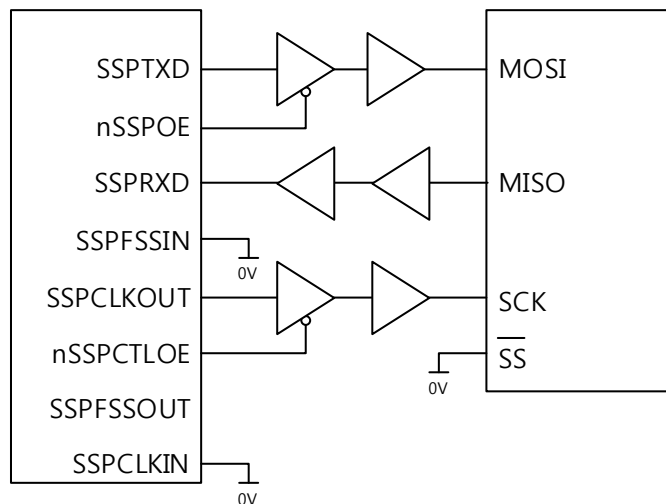 SSPTXD
MOSI
nSSPOE
SSPRXD
MISO
SSPFSSIN
0V
SSPCLKOUT
SCK
nSSPCTLOE
SS
0V
SSPFSSOUT
SSPCLKIN
0V